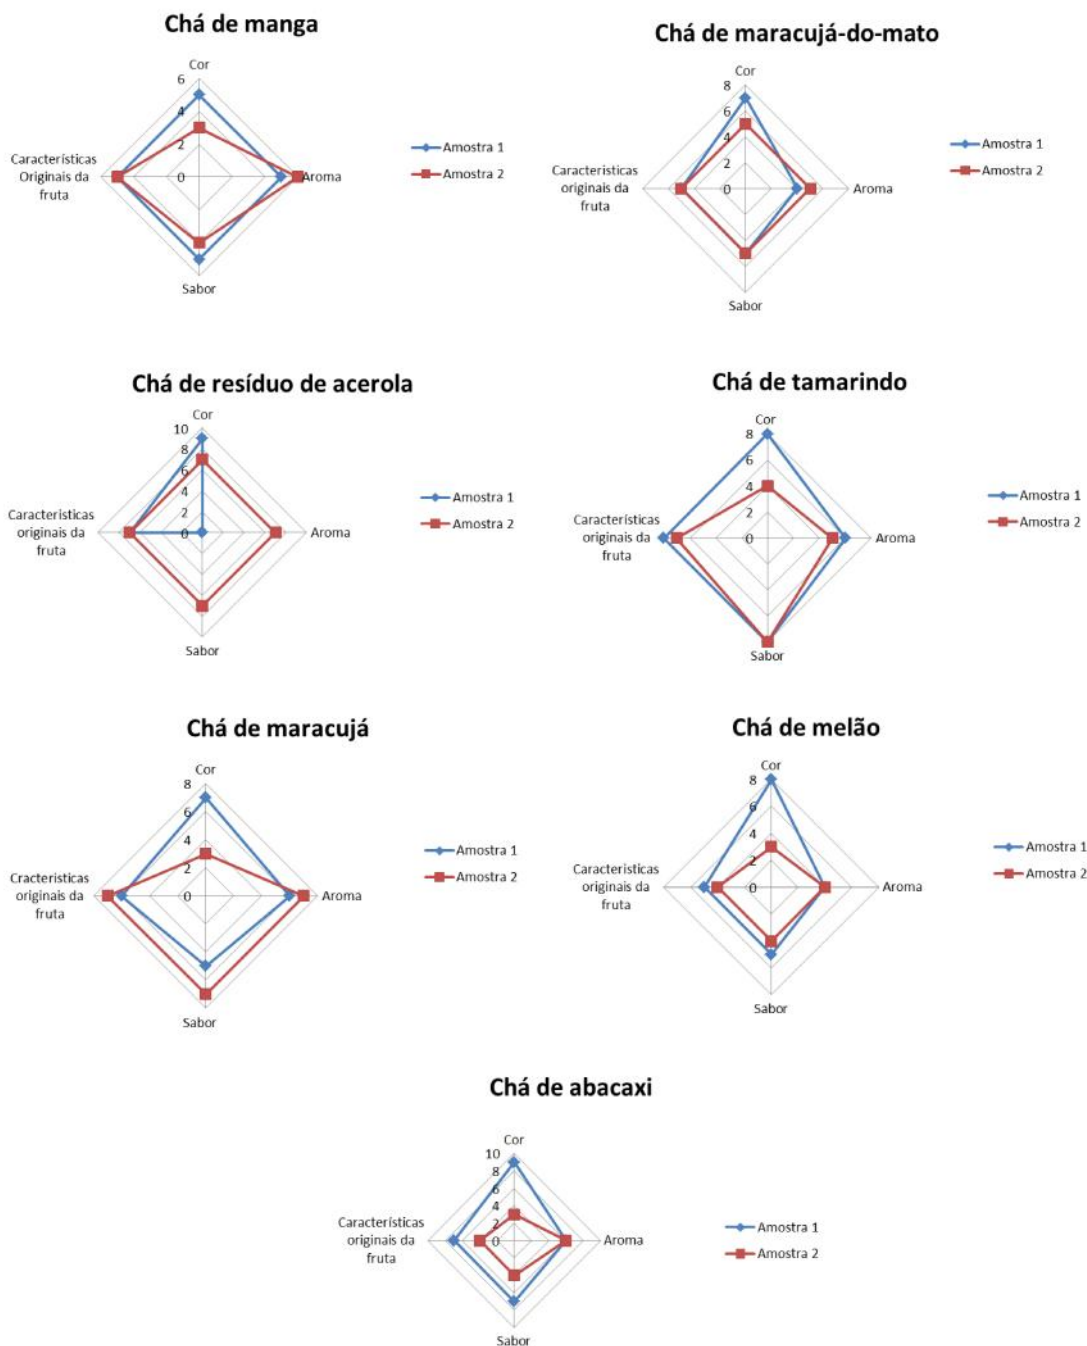 Chá de manga
Cor
6
4
2
0
Características
Originais da
fruta
Aroma
Sabor
Amostra 1
Amostra 2
Chá de maracujá-do-mato
Cor
8
6
4
2
0
Caracteristicas
originais da
fruta
Aroma
Sabor
Amostra 1
Amostra 2
Chá de resíduo de acerola
Cor
10
8
6
4
2
0
Caracteristicas
originais da
fruta
Aroma
Sabor
Amostra 1
Amostra 2
Chá de tamarindo
Cor
8
6
4
2
0
Características
originais da
fruta
Aroma
Sabor
Amostra 1
Amostra 2
Chá de maracujá
Cor
8
6
4
2
0
Cracteristicas
originais da
fruta
Aroma
Sabor
Amostra 1
Amostra 2
Chá de melão
Cor
8
6
4
2
0
Caracteristicas
originais da
fruta
Aroma
Sabor
Amostra 1
Amostra 2
Chá de abacaxi
Cor
10
8
6
4
2
0
Características
originais da
fruta
Aroma
Sabor
Amostra 1
Amostra 2